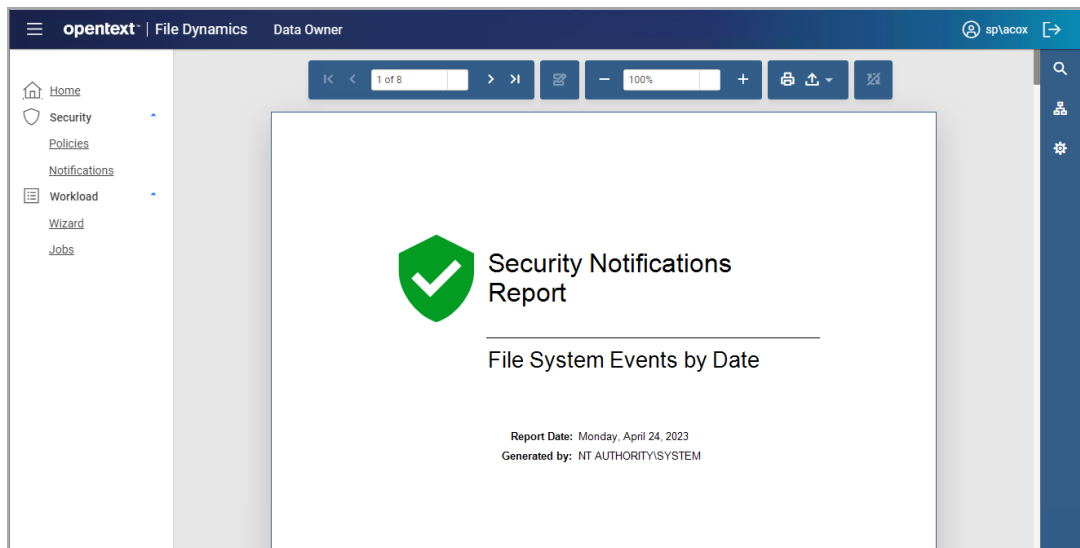 opentext™ | File Dynamics Data Owner sp\acox
1 of 8 100%
Home
Security
Policies
Notifications
Workload
Wizard
Jobs
Security Notifications
Report
File System Events by Date
Report Date: Monday, April 24, 2023
Generated by: NT AUTHORITY\SYSTEM